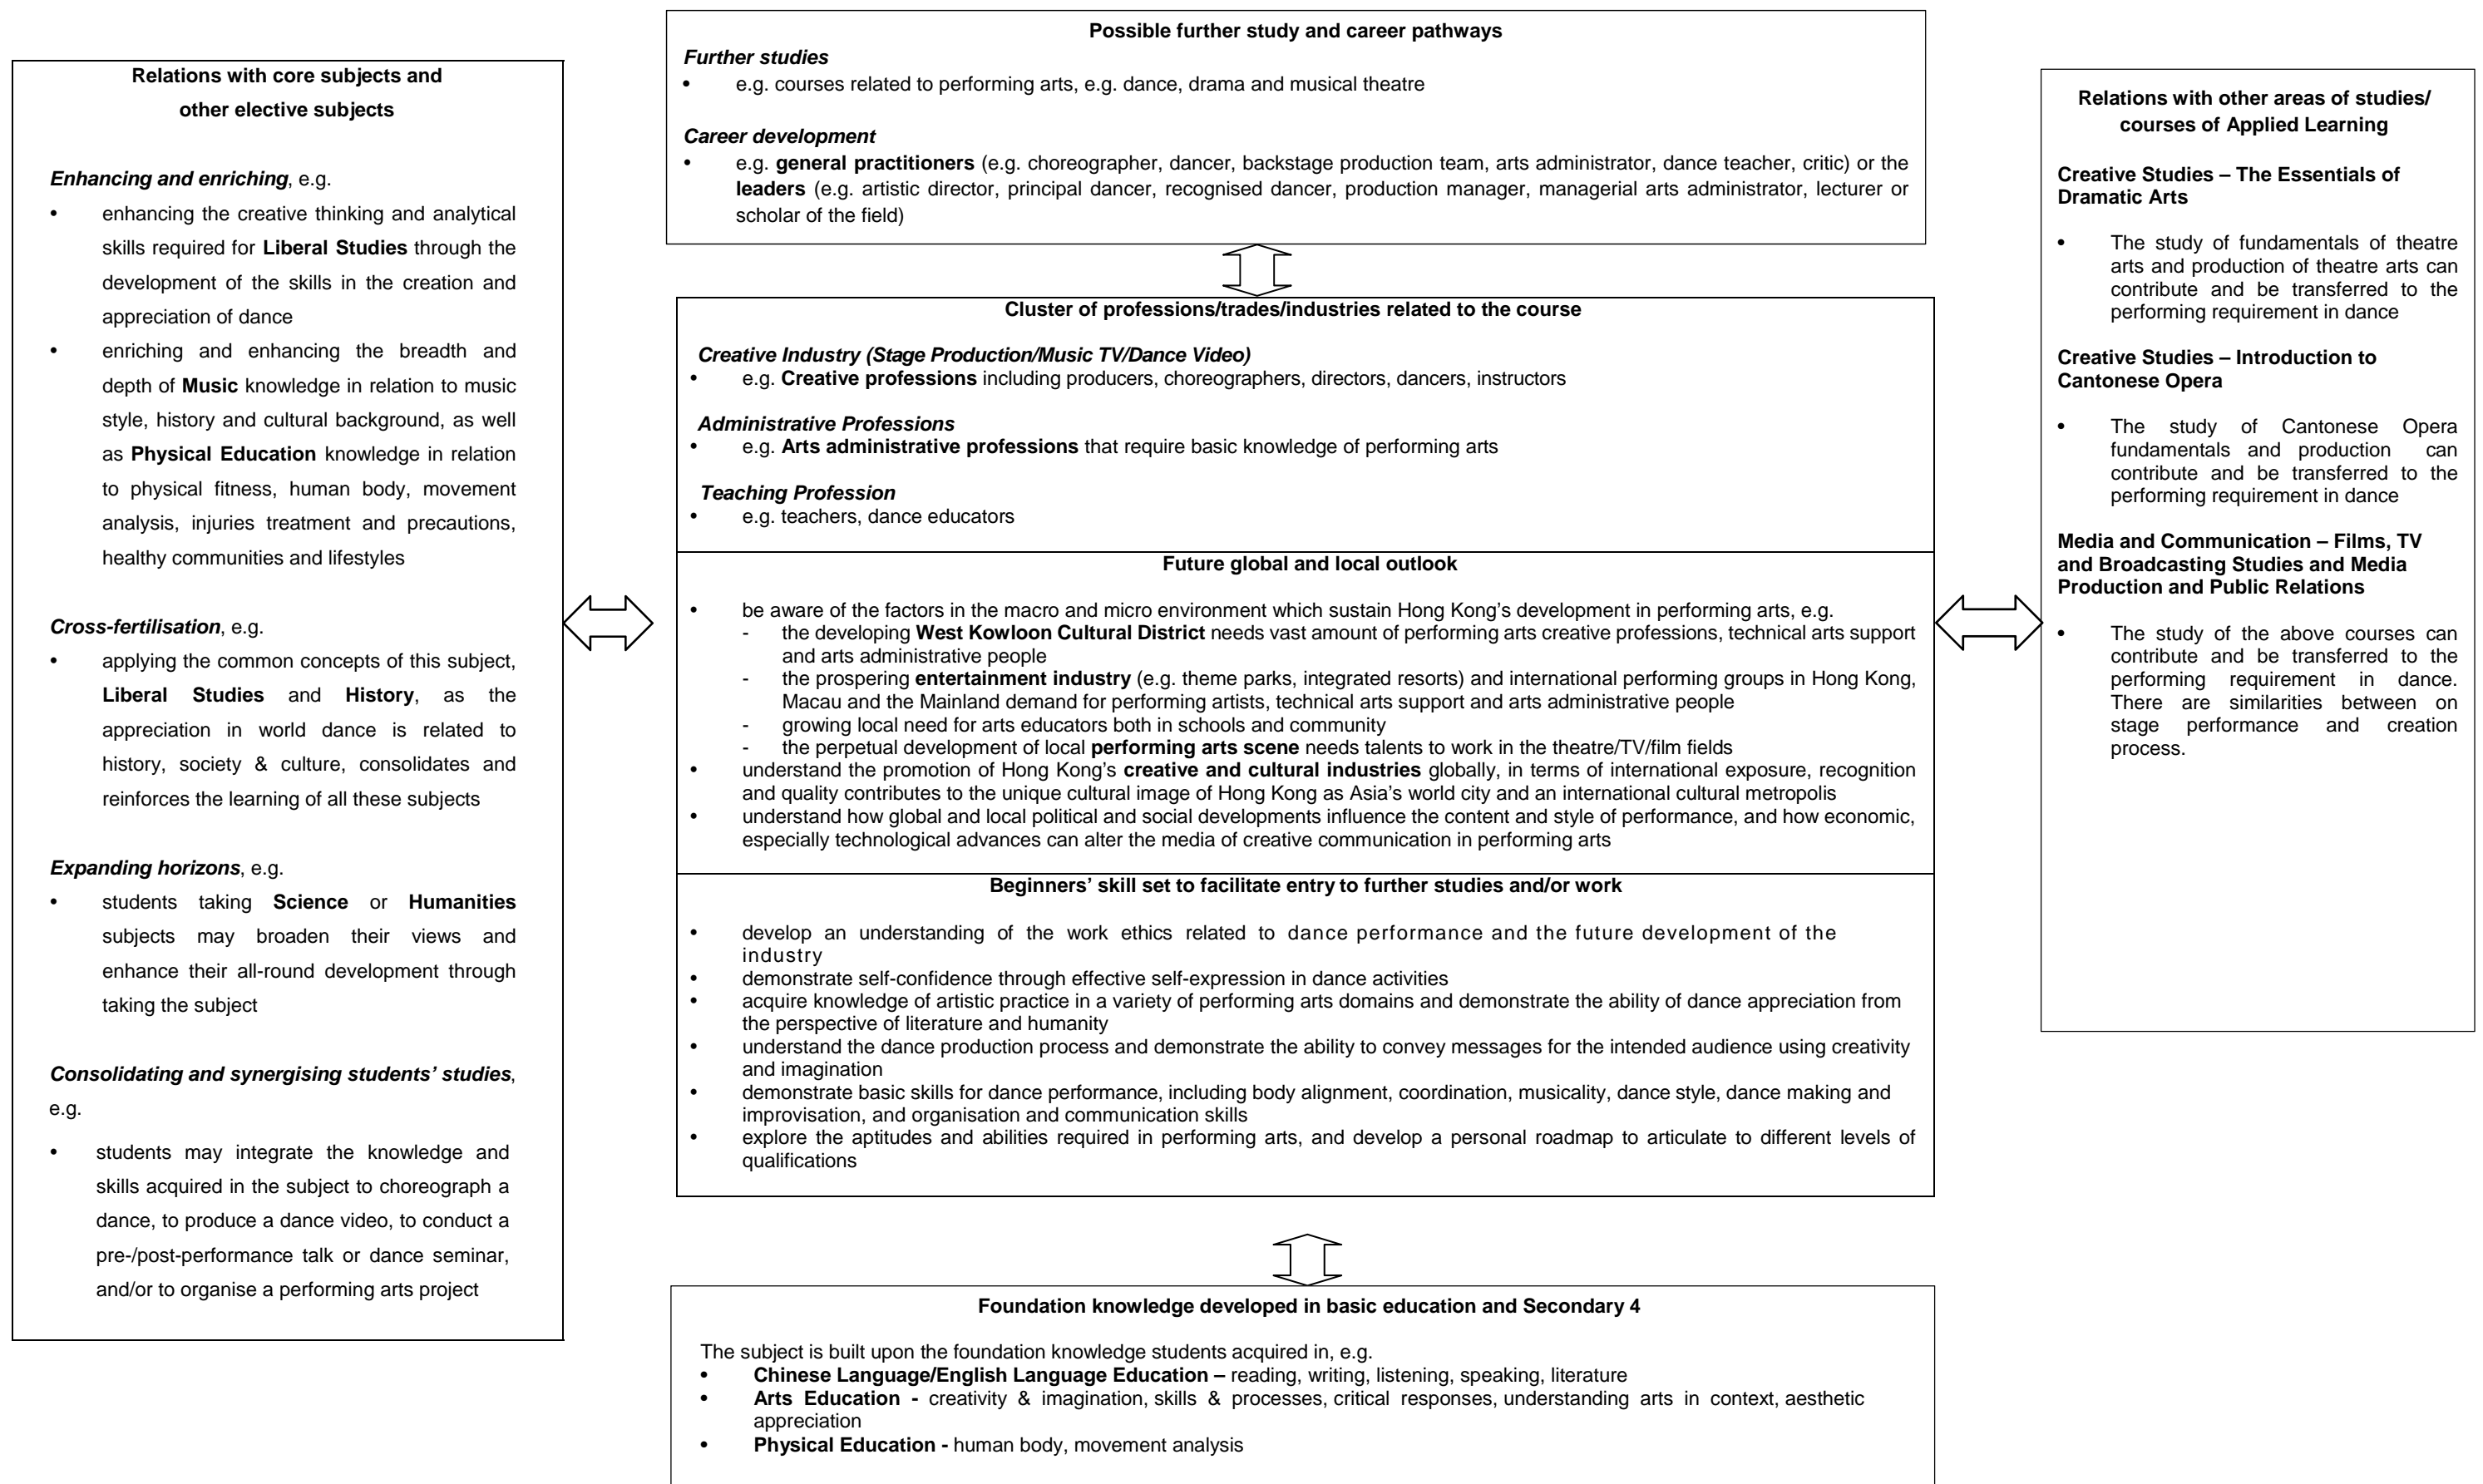 Possible further study and career pathways
Further studies
• e.g. courses related to performing arts, e.g. dance, drama and musical theatre
Career development
• e.g. general practitioners (e.g. choreographer, dancer, backstage production team, arts administrator, dance teacher, critic) or the
leaders (e.g. artistic director, principal dancer, recognised dancer, production manager, managerial arts administrator, lecturer or
scholar of the field)
Relations with core subjects and
other elective subjects
Enhancing and enriching, e.g.
• enhancing the creative thinking and analytical
skills required for Liberal Studies through the
development of the skills in the creation and
appreciation of dance
• enriching and enhancing the breadth and
depth of Music knowledge in relation to music
style, history and cultural background, as well
as Physical Education knowledge in relation
to physical fitness, human body, movement
analysis, injuries treatment and precautions,
healthy communities and lifestyles
Cross-fertilisation, e.g.
• applying the common concepts of this subject,
Liberal Studies and History, as the
appreciation in world dance is related to
history, society & culture, consolidates and
reinforces the learning of all these subjects
Expanding horizons, e.g.
• students taking Science or Humanities
subjects may broaden their views and
enhance their all-round development through
taking the subject
Consolidating and synergising students' studies,
e.g.
• students may integrate the knowledge and
skills acquired in the subject to choreograph a
dance, to produce a dance video, to conduct a
pre-/post-performance talk or dance seminar,
and/or to organise a performing arts project
Cluster of professions/trades/industries related to the course
Creative Industry (Stage Production/Music TV/Dance Video)
• e.g. Creative professions including producers, choreographers, directors, dancers, instructors
Administrative Professions
• e.g. Arts administrative professions that require basic knowledge of performing arts
Teaching Profession
• e.g. teachers, dance educators
Future global and local outlook
• be aware of the factors in the macro and micro environment which sustain Hong Kong's development in performing arts, e.g.
- the developing West Kowloon Cultural District needs vast amount of performing arts creative professions, technical arts support
and arts administrative people
- the prospering entertainment industry (e.g. theme parks, integrated resorts) and international performing groups in Hong Kong,
Macau and the Mainland demand for performing artists, technical arts support and arts administrative people
- growing local need for arts educators both in schools and community
- the perpetual development of local performing arts scene needs talents to work in the theatre/TV/film fields
• understand the promotion of Hong Kong's creative and cultural industries globally, in terms of international exposure, recognition
and quality contributes to the unique cultural image of Hong Kong as Asia's world city and an international cultural metropolis
• understand how global and local political and social developments influence the content and style of performance, and how economic,
especially technological advances can alter the media of creative communication in performing arts
Beginners' skill set to facilitate entry to further studies and/or work
• develop an understanding of the work ethics related to dance performance and the future development of the
industry
• demonstrate self-confidence through effective self-expression in dance activities
• acquire knowledge of artistic practice in a variety of performing arts domains and demonstrate the ability of dance appreciation from
the perspective of literature and humanity
• understand the dance production process and demonstrate the ability to convey messages for the intended audience using creativity
and imagination
• demonstrate basic skills for dance performance, including body alignment, coordination, musicality, dance style, dance making and
improvisation, and organisation and communication skills
• explore the aptitudes and abilities required in performing arts, and develop a personal roadmap to articulate to different levels of
qualifications
Relations with other areas of studies/
courses of Applied Learning
Creative Studies – The Essentials of
Dramatic Arts
• The study of fundamentals of theatre
arts and production of theatre arts can
contribute and be transferred to the
performing requirement in dance
Creative Studies – Introduction to
Cantonese Opera
• The study of Cantonese Opera
fundamentals and production can
contribute and be transferred to the
performing requirement in dance
Media and Communication – Films, TV
and Broadcasting Studies and Media
Production and Public Relations
• The study of the above courses can
contribute and be transferred to the
performing requirement in dance.
There are similarities between on
stage performance and creation
process.
Foundation knowledge developed in basic education and Secondary 4
The subject is built upon the foundation knowledge students acquired in, e.g.
• Chinese Language/English Language Education – reading, writing, listening, speaking, literature
• Arts Education - creativity & imagination, skills & processes, critical responses, understanding arts in context, aesthetic
appreciation
• Physical Education - human body, movement analysis